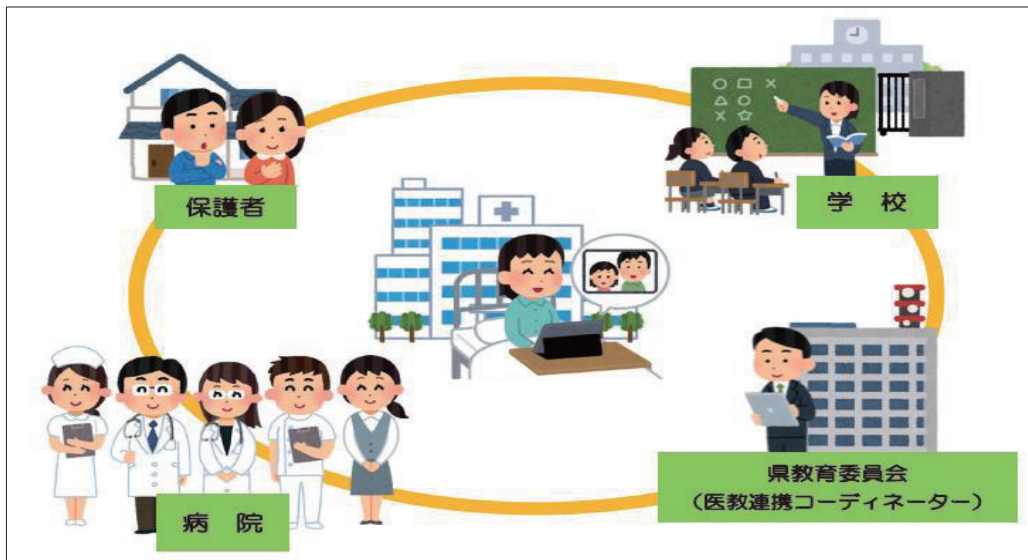 保護者
学 校
病 院
県教育委員会
（医教連携コーディネーター）